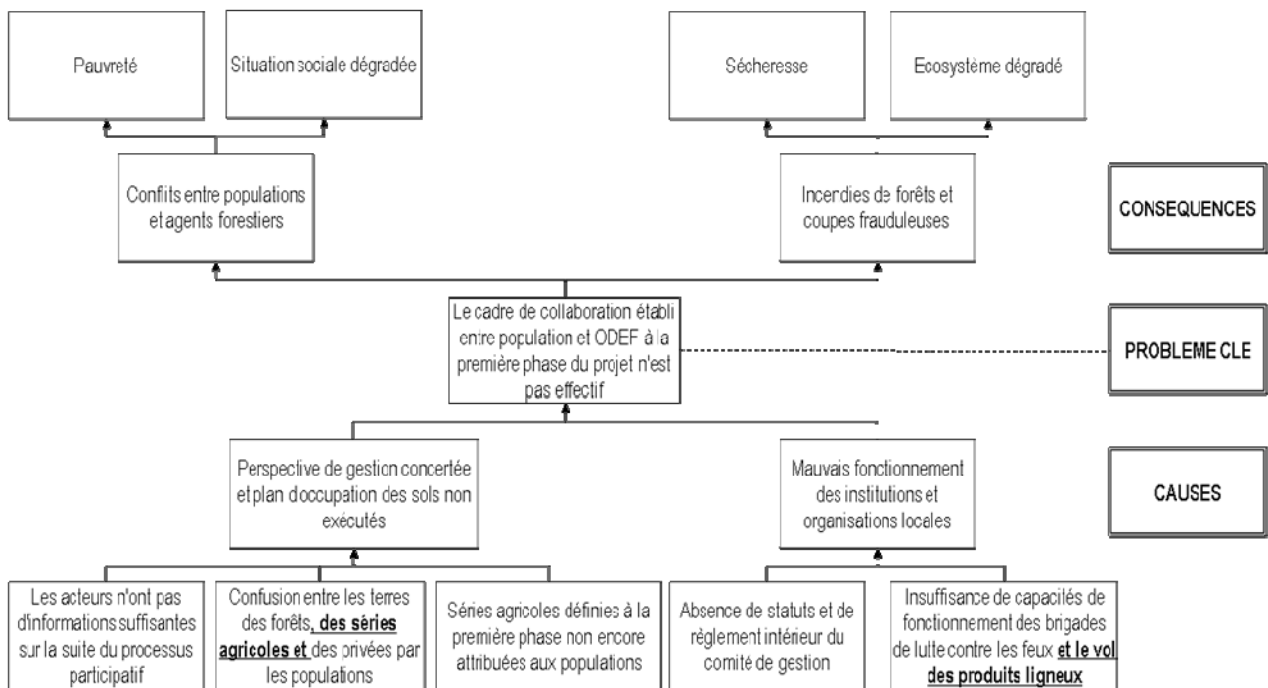 Pauvreté
Situation sociale dégradée
Sécheresse
Ecosystème dégradé
Conflits entre populations
et agents forestiers
Incendies de forêts et
coupes frauduleuses
CONSEQUENCES
Le cadre de collaboration établi
entre population et ODEF à la
première phase du projet n'est
pas effectif
PROBLEME CLE
Perspective de gestion concertée
et plan d'occupation des sols non
exécutés
Mauvais fonctionnement
des institutions et
organisations locales
CAUSES
Les acteurs n'ont pas
d'informations suffisantes
sur la suite du processus
participatif
Confusion entre les terres
des forêts, des séries
agricoles et des privées par
les populations
Séries agricoles définies à la
première phase non encore
attribuées aux populations
Absence de statuts et de
règlement intérieur du
comité de gestion
Insuffisance de capacités de
fonctionnement des brigades
de lutte contre les feux et le vol
des produits ligneux